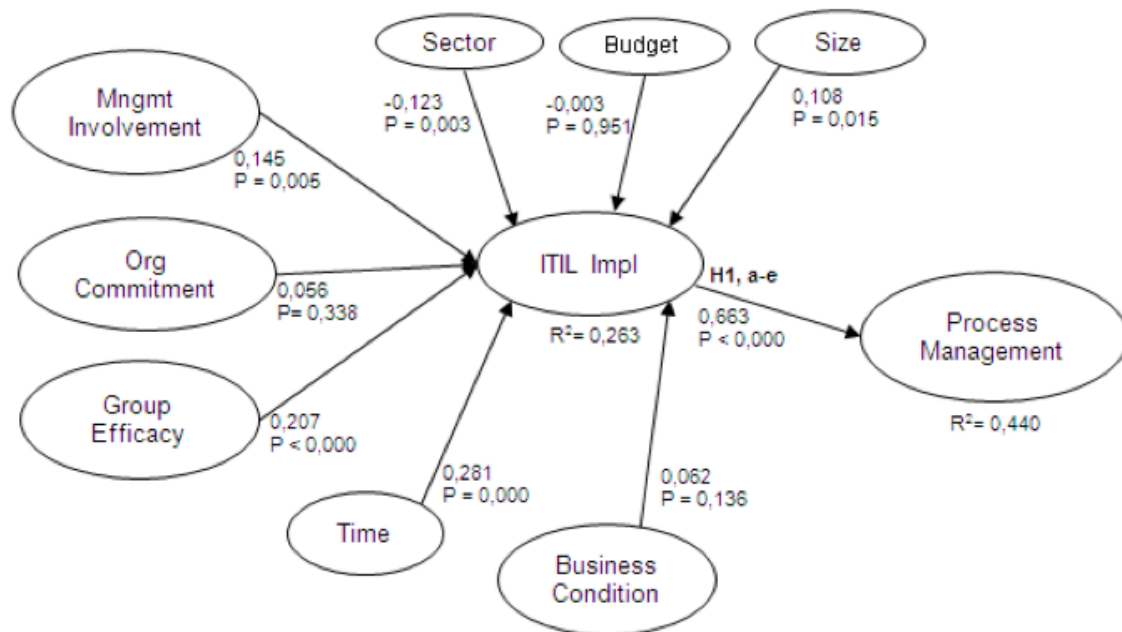 Sector
Budget
Size
-0,123
P = 0,003
-0,003
P = 0,951
0,108
P = 0,015
Mngmt
Involvement
0,145
P = 0,005
Org
Commitment
0,056
P= 0,338
ITIL Impl
R²= 0,263
H1, a-e
0,663
P < 0,000
Process
Management
R²= 0,440
Group
Efficacy
0,207
P < 0,000
Time
0,281
P = 0,000
0,062
P = 0,136
Business
Condition